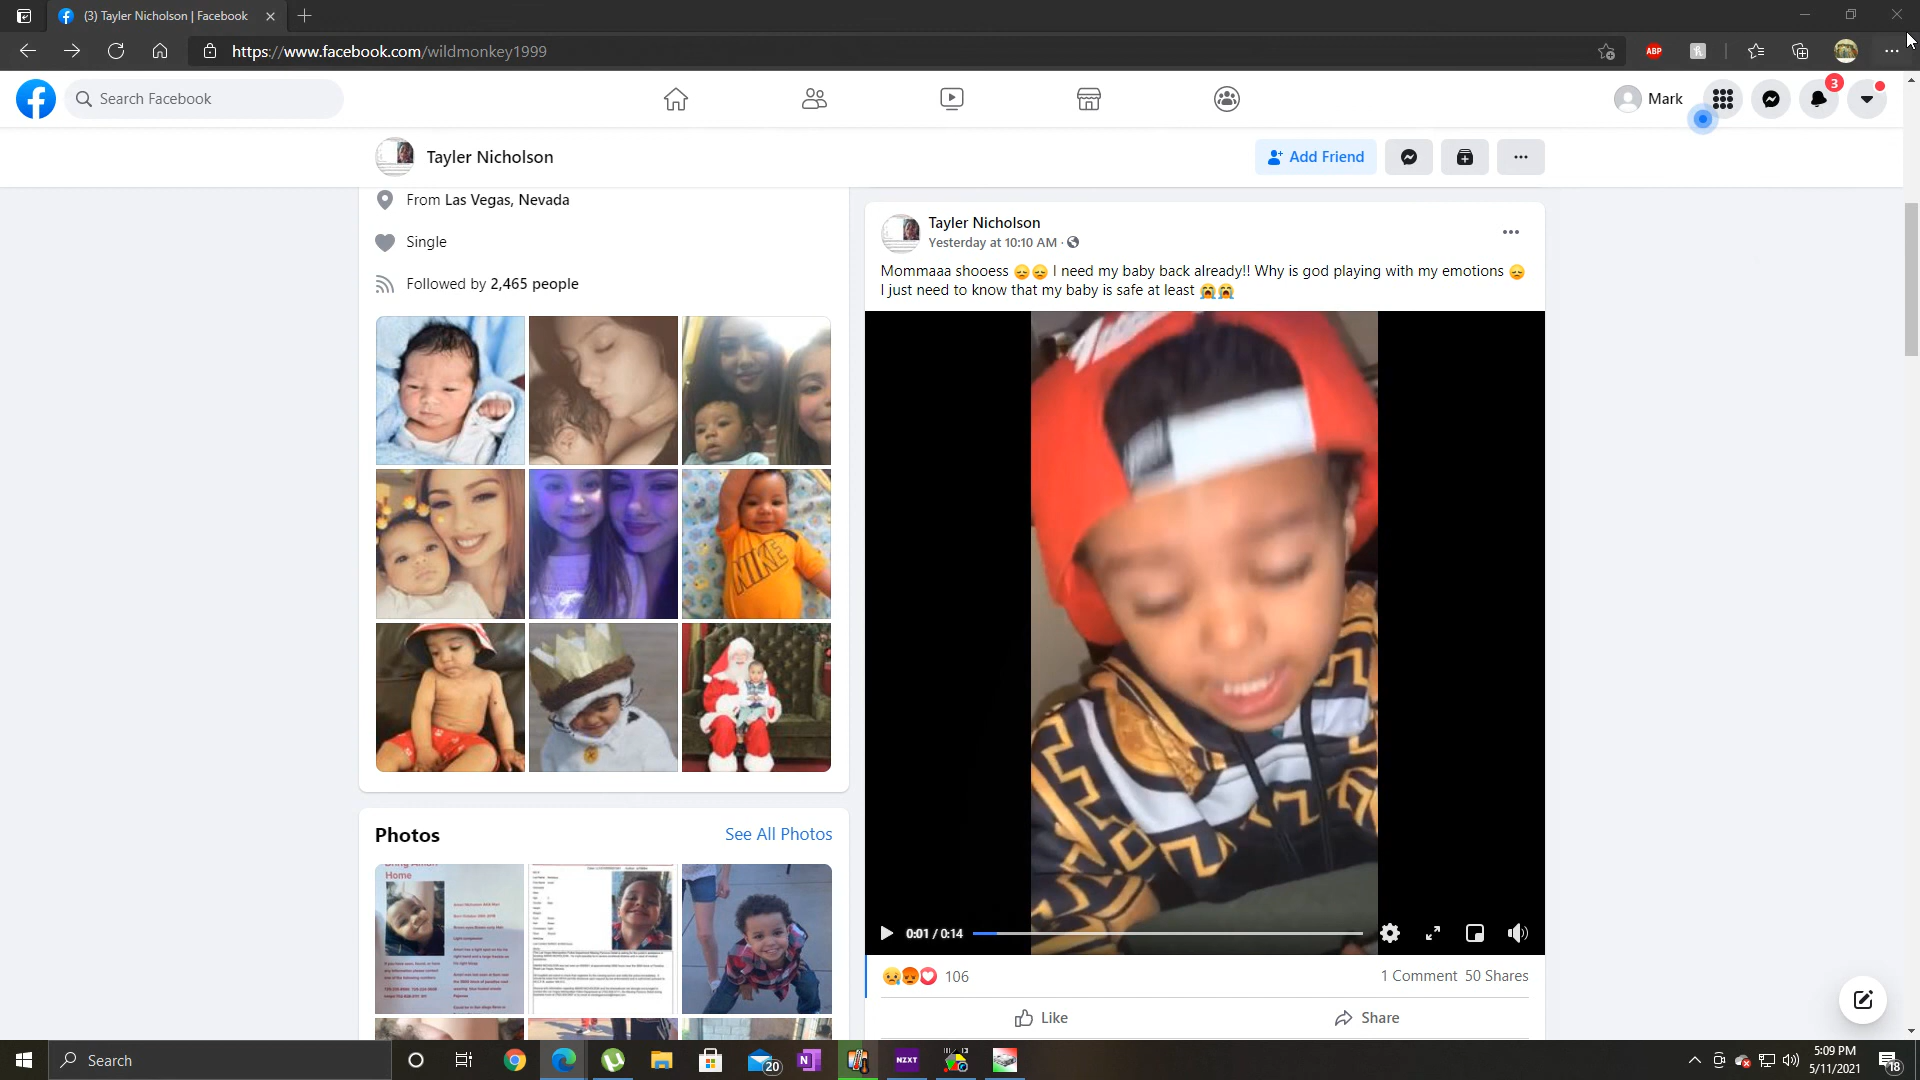 (3) Tayler Nicholson | Facebook
https://www.facebook.com/wildmonkey1999
ABP
Search Facebook
Mark
3
Tayler Nicholson
Add Friend
From Las Vegas, Nevada
Single
Followed by 2,465 people
NIKE
Photos
See All Photos
Home
Tayler Nicholson
Yesterday at 10:10 AM ·
Mommaaa shooess 😞😞 I need my baby back already!! Why is god playing with my emotions 😞
I just need to know that my baby is safe at least 😭😭
0:01 / 0:14
106
1 Comment 50 Shares
Like
Share
Search
20
N
NZXT
5:09 PM
5/11/2021
18